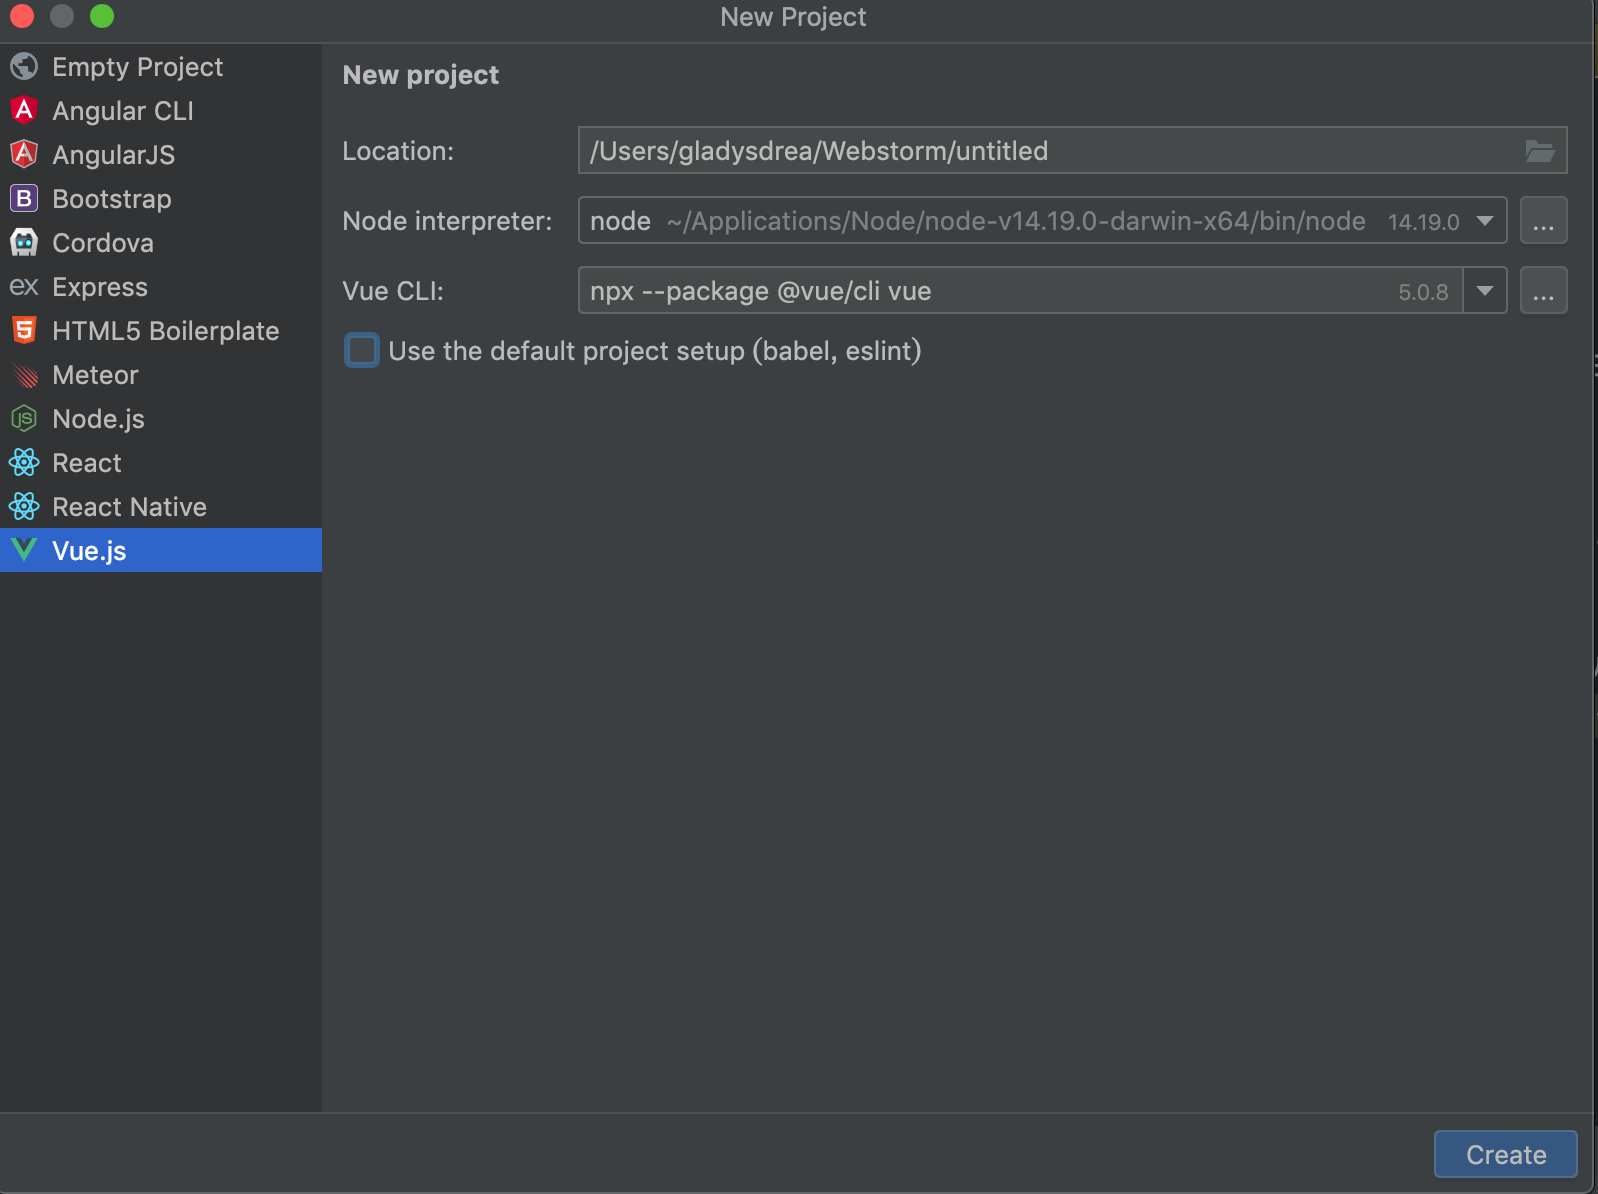 New Project
Empty Project
Angular CLI
AngularJS
Bootstrap
Cordova
Express
HTML5 Boilerplate
Meteor
Node.js
React
React Native
Vue.js
New project
Location: /Users/gladysdrea/Webstorm/untitled
Node interpreter: node ~/Applications/Node/node-v14.19.0-darwin-x64/bin/node 14.19.0 ...
Vue CLI: npx --package @vue/cli vue 5.0.8 ...
Use the default project setup (babel, eslint)
Create